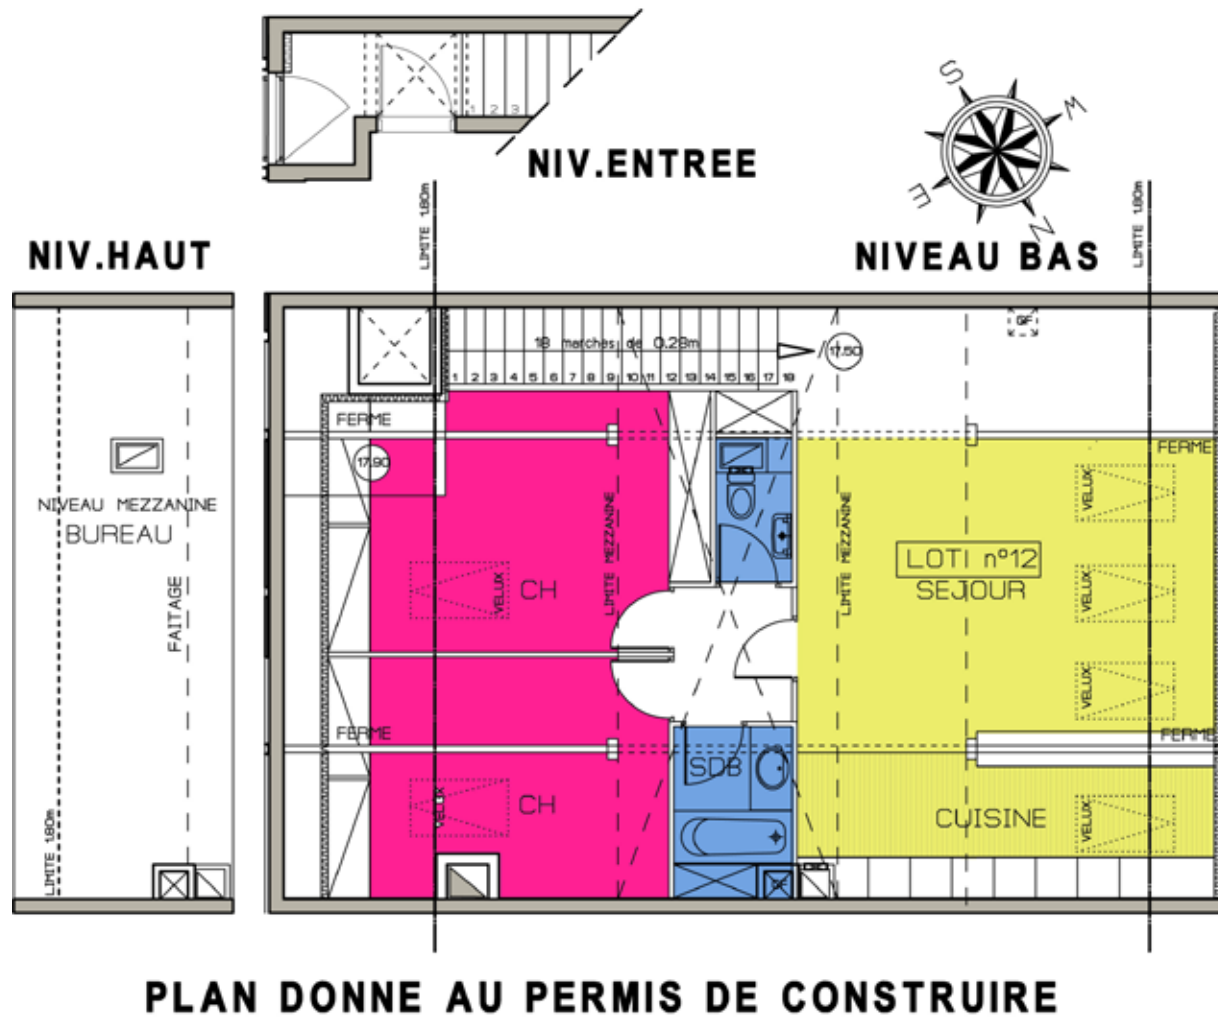 1 2 3
NIV.ENTREE
S
W
E
N
NIV.HAUT
NIVEAU BAS
LIMITE 1.80m
LIMITE 1.80m
18 marches de 0.28m
17.50
1 2 3 4 5 6 7 8 9 10 11 12 13 14 15 16 17 18
FERME
FERME
17.90
NIVEAU MEZZANINE
BUREAU
FAITAGE
LIMITE 1.80m
LIMITE MEZZANINE
LIMITE MEZZANINE
VELUX
VELUX
VELUX
VELUX
VELUX
VELUX
LOTI n°12
SEJOUR
CH
CH
FERME
FERME
SDB
CUISINE
PLAN DONNE AU PERMIS DE CONSTRUIRE